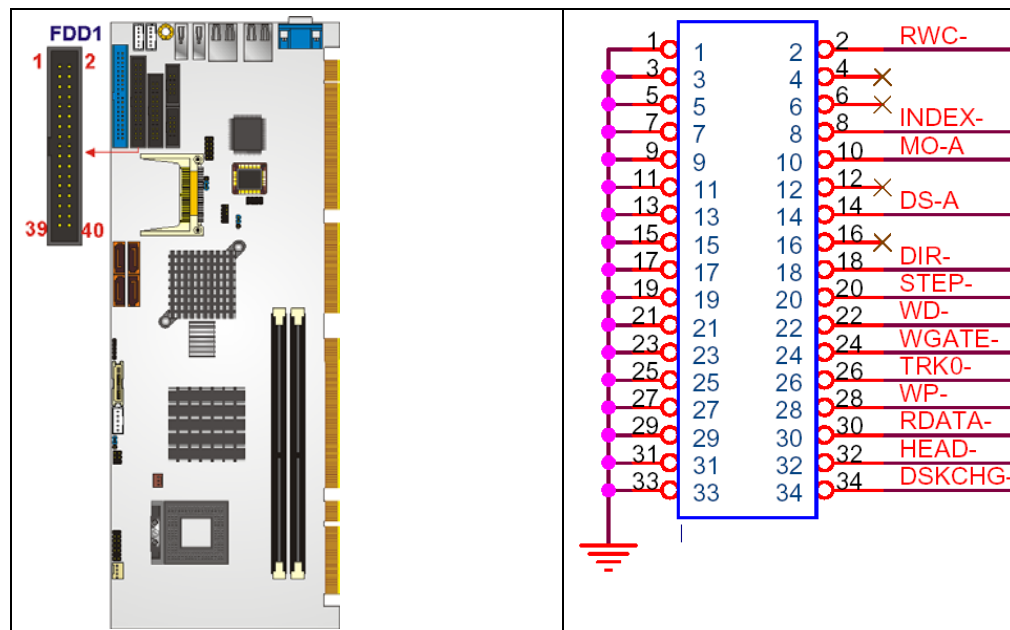 FDD1
1 2
39 40
1 1 2 2 RWC-
3 3 4 4
5 5 6 6
7 7 8 8 INDEX-
9 9 10 10 MO-A
11 11 12 12
13 13 14 14 DS-A
15 15 16 16
17 17 18 18 DIR-
19 19 20 20 STEP-
21 21 22 22 WD-
23 23 24 24 WGATE-
25 25 26 26 TRK0-
27 27 28 28 WP-
29 29 30 30 RDATA-
31 31 32 32 HEAD-
33 33 34 34 DSKCHG-